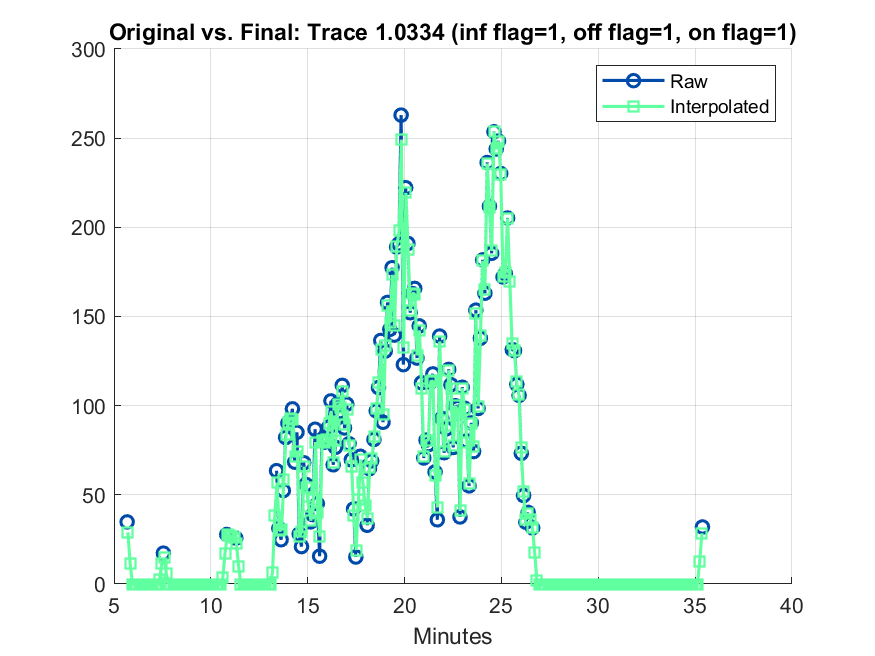 Original vs. Final: Trace 1.0334 (inf flag=1, off flag=1, on flag=1)
300
250
200
150
100
50
0
Raw
Interpolated
5 10 15 20 25 30 35 40
Minutes